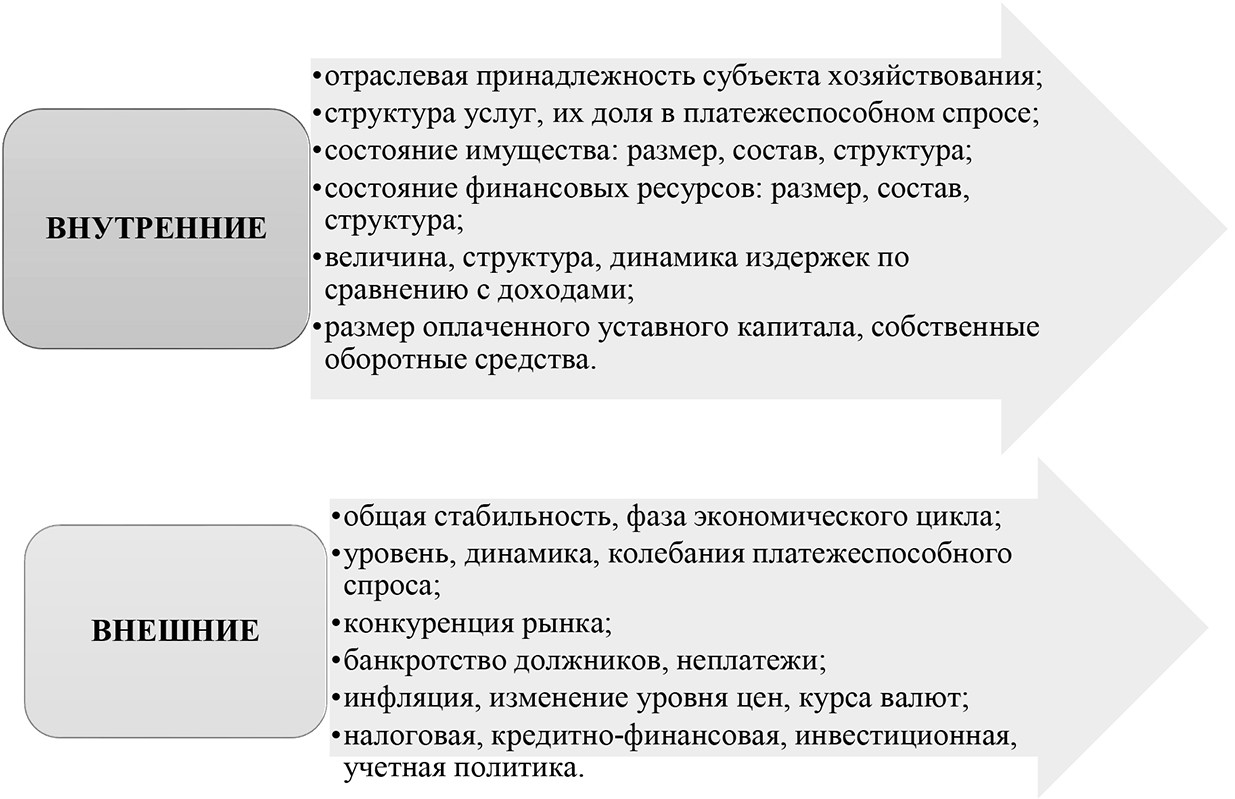 ВНУТРЕННИЕ
•отраслевая принадлежность субъекта хозяйствования;
•структура услуг, их доля в платежеспособном спросе;
•состояние имущества: размер, состав, структура;
•состояние финансовых ресурсов: размер, состав,
структура;
•величина, структура, динамика издержек по
сравнению с доходами;
•размер оплаченного уставного капитала, собственные
оборотные средства.
ВНЕШНИЕ
•общая стабильность, фаза экономического цикла;
•уровень, динамика, колебания платежеспособного
спроса;
•конкуренция рынка;
•банкротство должников, неплатежи;
•инфляция, изменение уровня цен, курса валют;
•налоговая, кредитно-финансовая, инвестиционная,
учетная политика.